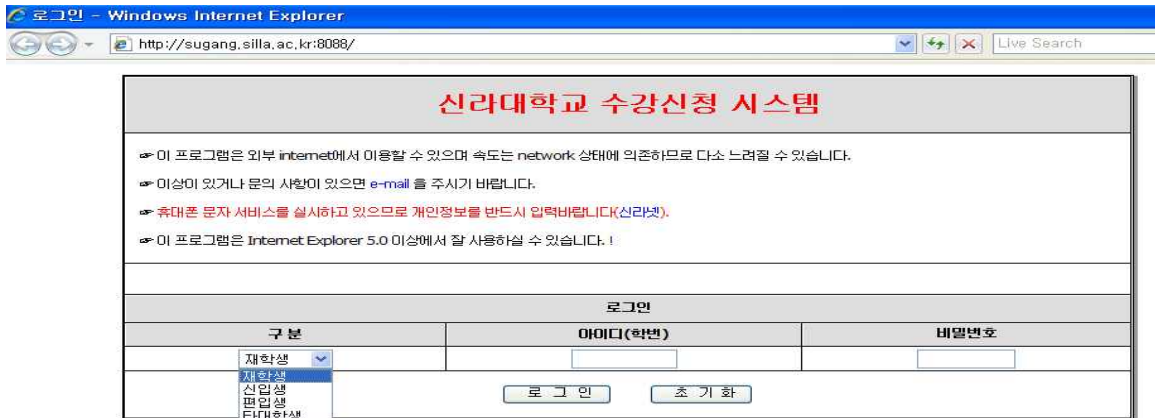 로그인 - Windows Internet Explorer
http://sugang.silla.ac.kr:8088/
Live Search
신라대학교 수강신청 시스템
☞ 이 프로그램은 외부 internet에서 이용할 수 있으며 속도는 network 상태에 의존하므로 다소 느려질 수 있습니다.
☞ 이상이 있거나 문의 사항이 있으면 e-mail 을 주시기 바랍니다.
☞ 휴대폰 문자 서비스를 실시하고 있으므로 개인정보를 반드시 입력바랍니다(신라넷).
☞ 이 프로그램은 Internet Explorer 5.0 이상에서 잘 사용하실 수 있습니다. !
로그인
구 분 아이디(학번) 비밀번호
재학생
재학생
신입생
편입생
타대학생
로 그 인 초 기 화